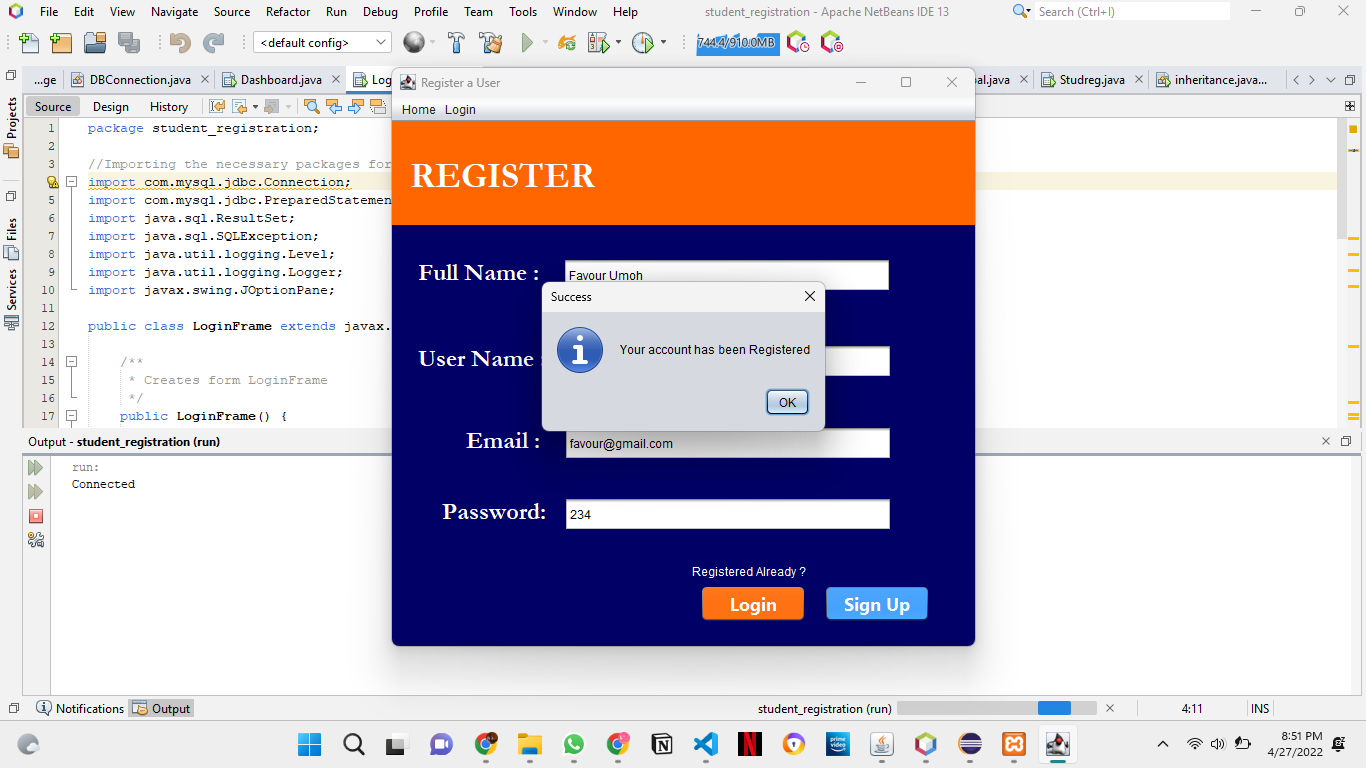 File Edit View Navigate Source Refactor Run Debug Profile Team Tools Window Help
student_registration - Apache NetBeans IDE 13
Search (Ctrl+I)
<default config>
744.4/910.0MB
...ge
DBConnection.java
Dashboard.java
Log
nal.java
Studreg.java
inheritance.java...
Source Design History
Projects
Files
Services
1 package student_registration;
2
3 //Importing the necessary packages for
4 import com.mysql.jdbc.Connection;
5 import com.mysql.jdbc.PreparedStatemen
6 import java.sql.ResultSet;
7 import java.sql.SQLException;
8 import java.util.logging.Level;
9 import java.util.logging.Logger;
10 import javax.swing.JOptionPane;
11
12 public class LoginFrame extends javax.
13
14 /**
15 * Creates form LoginFrame
16 */
17 public LoginFrame() {
Register a User
Home Login
REGISTER
Full Name : Favour Umoh
User Name :
Email : favour@gmail.com
Password: 234
Registered Already ?
Login Sign Up
Success
Your account has been Registered
OK
Output - student_registration (run)
run:
Connected
Notifications Output
student_registration (run)
4:11 INS
prime video
8:51 PM
4/27/2022